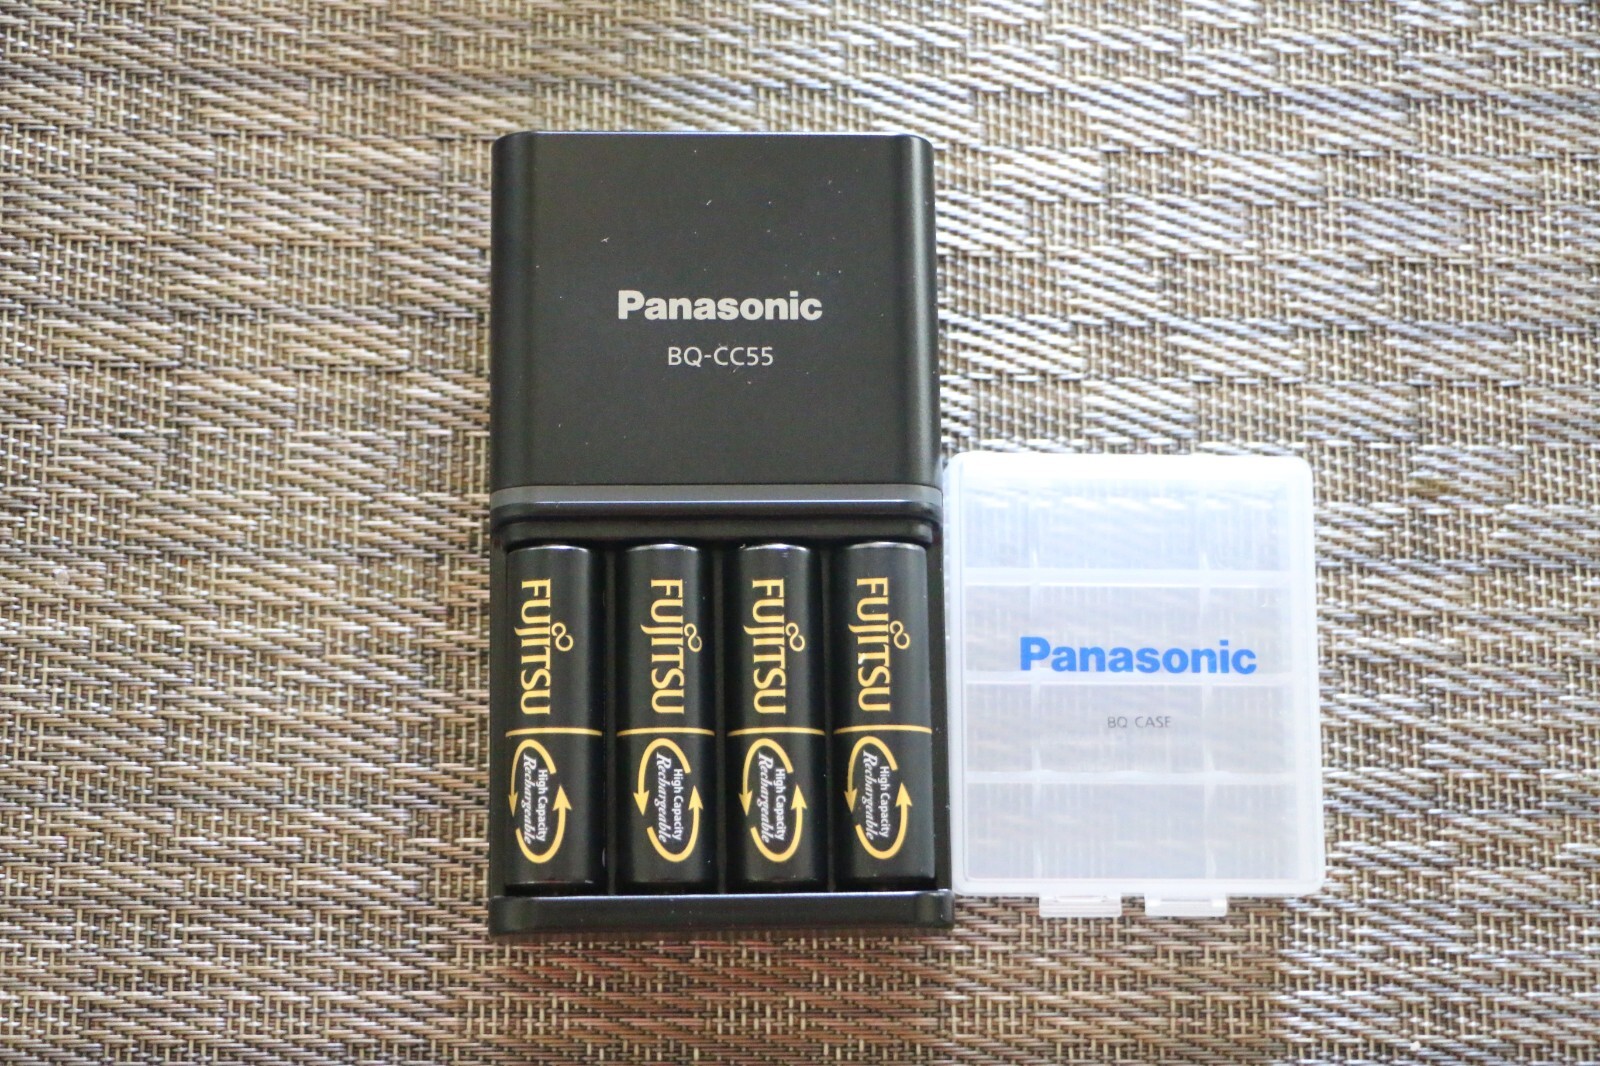 Panasonic
BQ-CC55
FUJITSU
High Capacity
Rechargeable
FUJITSU
High Capacity
Rechargeable
FUJITSU
High Capacity
Rechargeable
FUJITSU
High Capacity
Rechargeable
Panasonic
BQ CASE